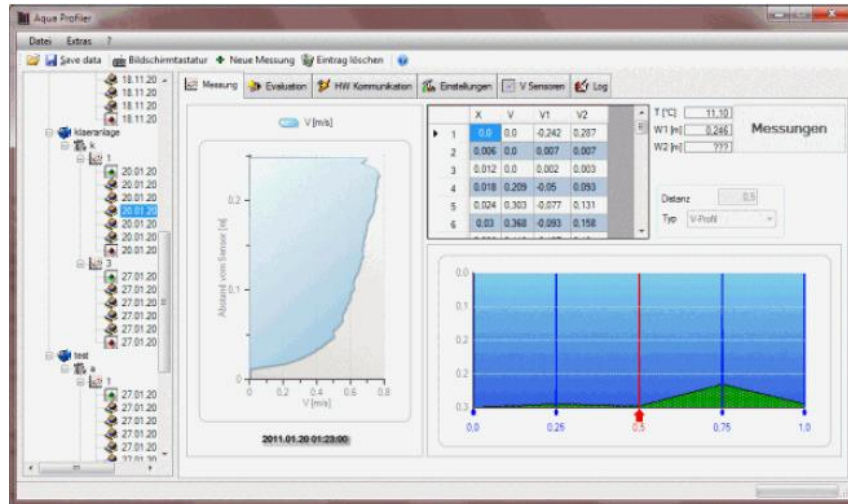 Aqua Profiler
Datei Extras ?
Save data Bildschirmtastatur Neue Messung Eintrag löschen
18.11.20
18.11.20
18.11.20
18.11.20
klaeranlage
k
1
20.01.20
20.01.20
20.01.20
20.01.20
20.01.20
20.01.20
20.01.20
3
27.01.20
27.01.20
27.01.20
27.01.20
27.01.20
27.01.20
test
a
1
27.01.20
27.01.20
27.01.20
27.01.20
27.01.20
27.01.20
Messung Evaluation HW Kommunikation Einstellungen V Sensoren Log
V [m/s]
Abstand vom Sensor [m]
0.2
0.1
0
0 0.2 0.4 0.6 0.8
V [m/s]
2011.01.20 01:23:00
X V V1 V2
1 0.0 0.0 -0.242 0.287
2 0.006 0.0 0.007 0.007
3 0.012 0.0 0.002 0.003
4 0.018 0.209 -0.05 0.093
5 0.024 0.303 -0.077 0.131
6 0.03 0.368 -0.093 0.158
T [°C] 11.10
W1 [m] 0.246
W2 [m] ???
Messungen
Distanz 0,5
Typ V-Profil
0.0
0.1
0.2
0.2
0.3
0,0 0.25 0.5 0.75 1.0